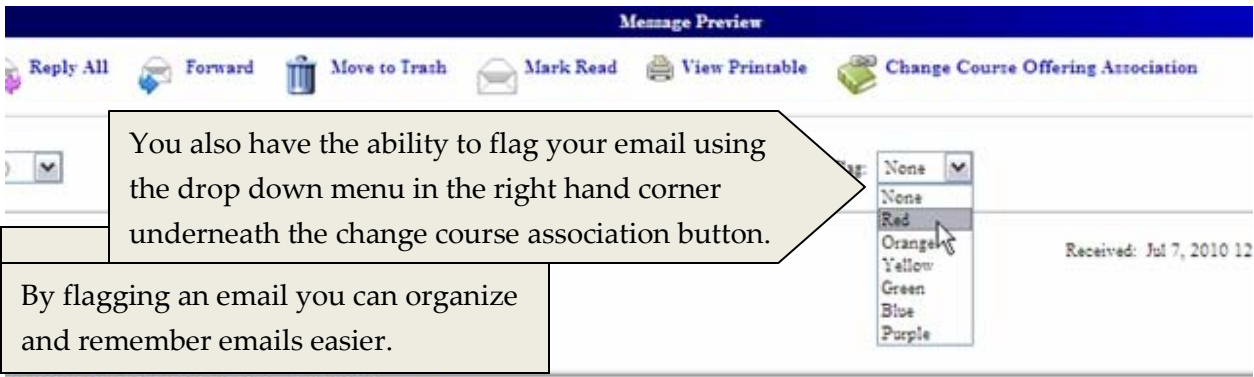 Message Preview
Reply All Forward Move to Trash Mark Read View Printable Change Course Offering Association
You also have the ability to flag your email using
the drop down menu in the right hand corner
underneath the change course association button.
None
None
Red
Orange
Yellow
Green
Blue
Purple
Received: Jul 7, 2010 12
By flagging an email you can organize
and remember emails easier.